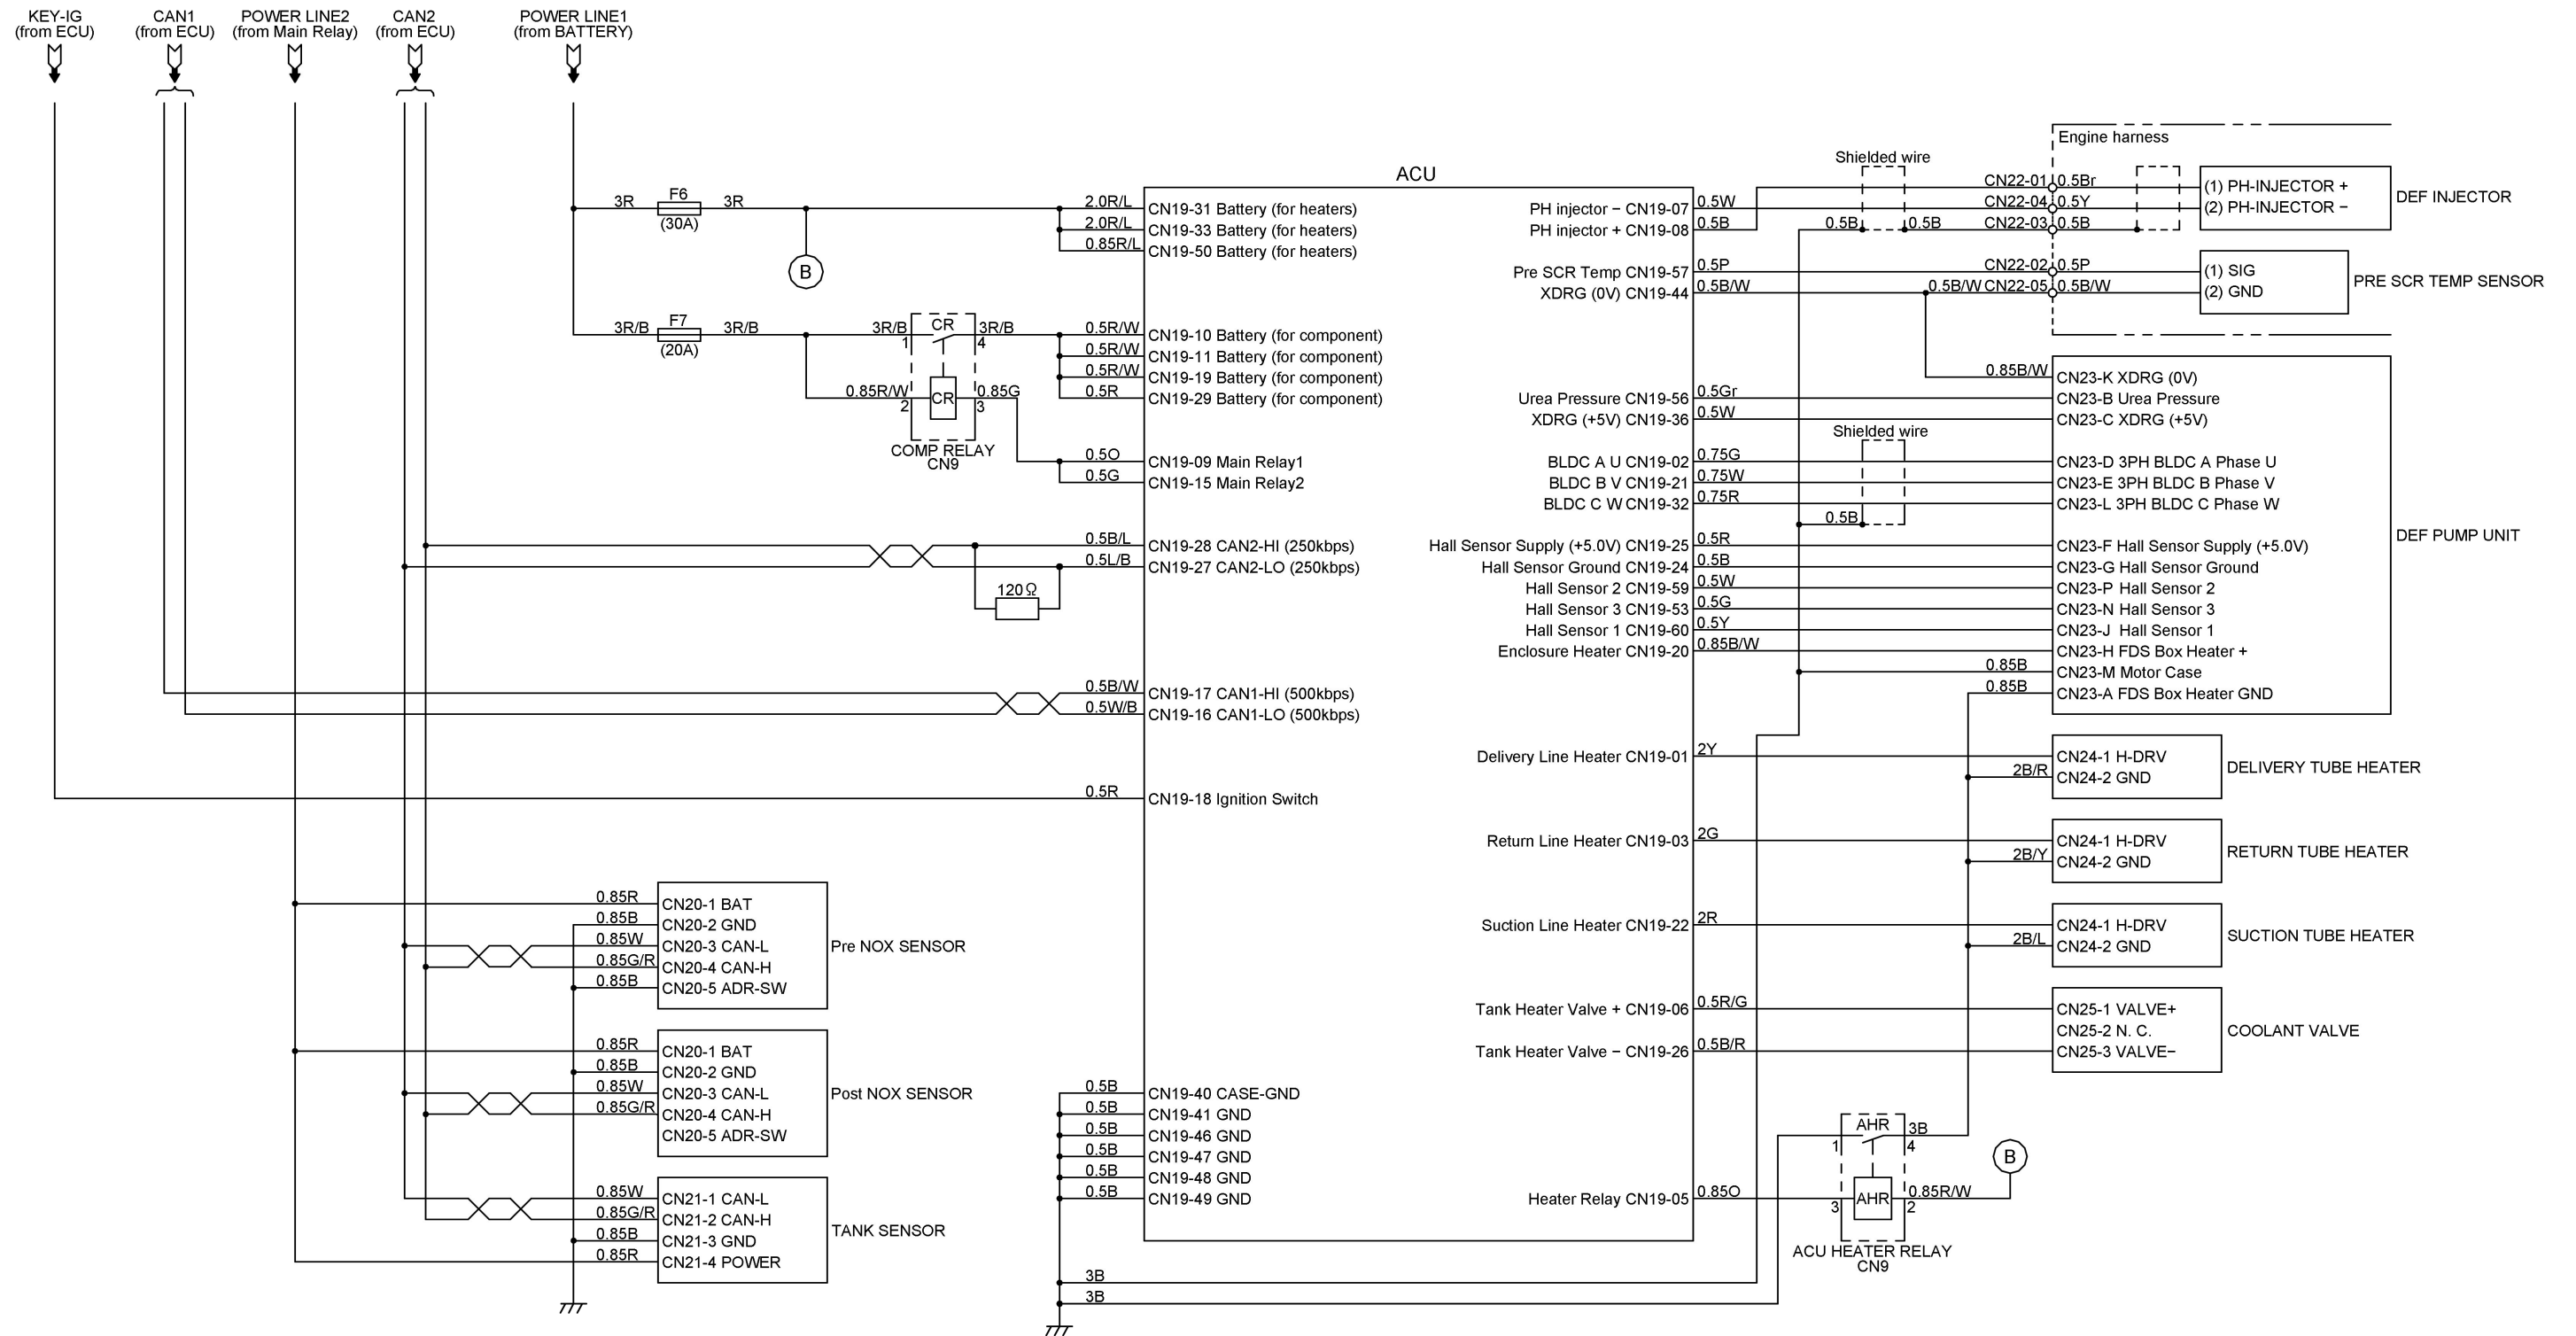 KEY-IG
(from ECU)
CAN1
(from ECU)
POWER LINE2
(from Main Relay)
CAN2
(from ECU)
POWER LINE1
(from BATTERY)
3R
F6
(30A)
3R
B
3R/B
F7
(20A)
3R/B
3R/B
1
CR
3R/B
4
0.85R/W
2
CR
0.85G
3
COMP RELAY
CN9
120Ω
ACU
2.0R/L
CN19-31 Battery (for heaters)
2.0R/L
CN19-33 Battery (for heaters)
0.85R/L
CN19-50 Battery (for heaters)
0.5R/W
CN19-10 Battery (for component)
0.5R/W
CN19-11 Battery (for component)
0.5R/W
CN19-19 Battery (for component)
0.5R
CN19-29 Battery (for component)
0.5O
CN19-09 Main Relay1
0.5G
CN19-15 Main Relay2
0.5B/L
CN19-28 CAN2-HI (250kbps)
0.5L/B
CN19-27 CAN2-LO (250kbps)
0.5B/W
CN19-17 CAN1-HI (500kbps)
0.5W/B
CN19-16 CAN1-LO (500kbps)
0.5R
CN19-18 Ignition Switch
0.5B
CN19-40 CASE-GND
0.5B
CN19-41 GND
0.5B
CN19-46 GND
0.5B
CN19-47 GND
0.5B
CN19-48 GND
0.5B
CN19-49 GND
3B
3B
0.85R
CN20-1 BAT
0.85B
CN20-2 GND
0.85W
CN20-3 CAN-L
0.85G/R
CN20-4 CAN-H
0.85B
CN20-5 ADR-SW
Pre NOX SENSOR
0.85R
CN20-1 BAT
0.85B
CN20-2 GND
0.85W
CN20-3 CAN-L
0.85G/R
CN20-4 CAN-H
CN20-5 ADR-SW
Post NOX SENSOR
0.85W
CN21-1 CAN-L
0.85G/R
CN21-2 CAN-H
0.85B
CN21-3 GND
0.85R
CN21-4 POWER
TANK SENSOR
PH injector − CN19-07
0.5W
PH injector + CN19-08
0.5B
Pre SCR Temp CN19-57
0.5P
XDRG (0V) CN19-44
0.5B/W
Urea Pressure CN19-56
0.5Gr
XDRG (+5V) CN19-36
0.5W
BLDC A U CN19-02
0.75G
BLDC B V CN19-21
0.75W
BLDC C W CN19-32
0.75R
Hall Sensor Supply (+5.0V) CN19-25
0.5R
Hall Sensor Ground CN19-24
0.5B
Hall Sensor 2 CN19-59
0.5W
Hall Sensor 3 CN19-53
0.5G
Hall Sensor 1 CN19-60
0.5Y
Enclosure Heater CN19-20
0.85B/W
Delivery Line Heater CN19-01
2Y
Return Line Heater CN19-03
2G
Suction Line Heater CN19-22
2R
Tank Heater Valve + CN19-06
0.5R/G
Tank Heater Valve − CN19-26
0.5B/R
Heater Relay CN19-05
0.85O
Shielded wire
0.5B
0.5B
Shielded wire
0.5B
Engine harness
CN22-01
0.5Br
CN22-04
0.5Y
CN22-03
0.5B
(1) PH-INJECTOR +
(2) PH-INJECTOR −
DEF INJECTOR
CN22-02
0.5P
0.5B/W
CN22-05
0.5B/W
(1) SIG
(2) GND
PRE SCR TEMP SENSOR
0.85B/W
CN23-K XDRG (0V)
CN23-B Urea Pressure
CN23-C XDRG (+5V)
CN23-D 3PH BLDC A Phase U
CN23-E 3PH BLDC B Phase V
CN23-L 3PH BLDC C Phase W
CN23-F Hall Sensor Supply (+5.0V)
CN23-G Hall Sensor Ground
CN23-P Hall Sensor 2
CN23-N Hall Sensor 3
CN23-J Hall Sensor 1
CN23-H FDS Box Heater +
0.85B
CN23-M Motor Case
0.85B
CN23-A FDS Box Heater GND
DEF PUMP UNIT
CN24-1 H-DRV
2B/R
CN24-2 GND
DELIVERY TUBE HEATER
CN24-1 H-DRV
2B/Y
CN24-2 GND
RETURN TUBE HEATER
CN24-1 H-DRV
2B/L
CN24-2 GND
SUCTION TUBE HEATER
CN25-1 VALVE+
CN25-2 N. C.
CN25-3 VALVE−
COOLANT VALVE
1
AHR
3B
4
B
3
AHR
0.85R/W
2
ACU HEATER RELAY
CN9